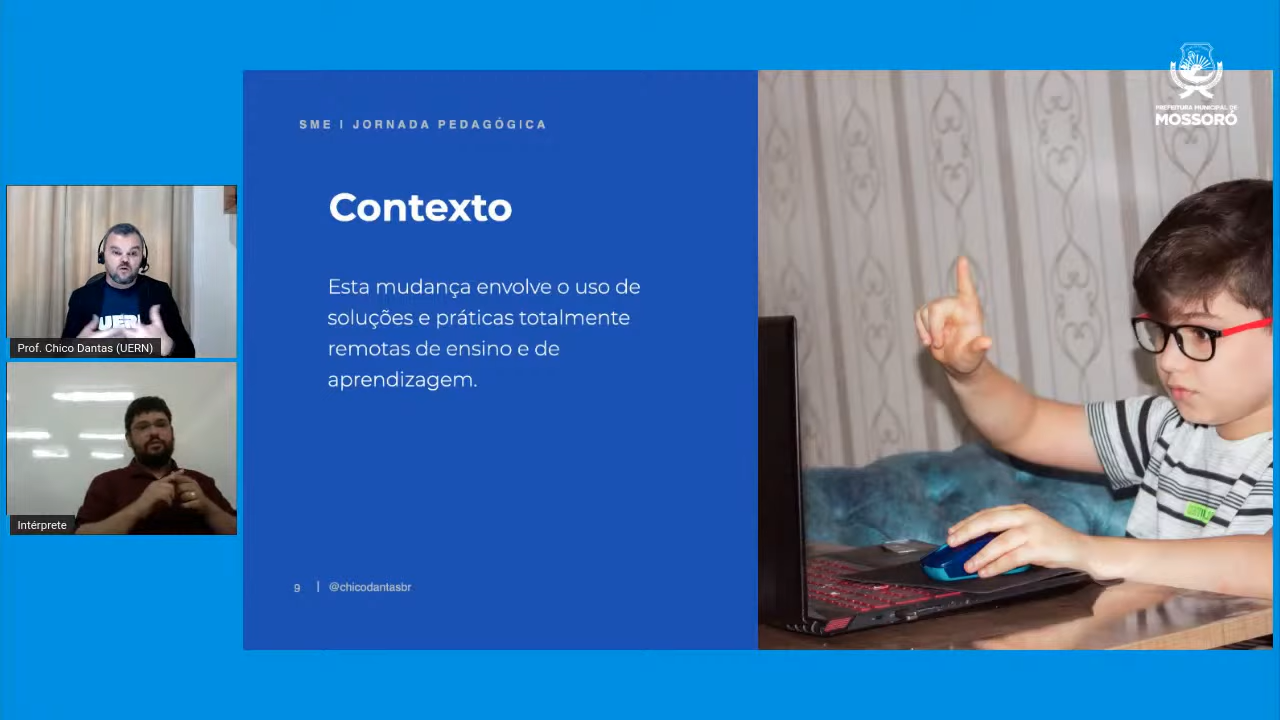 PREFEITURA MUNICIPAL DE
MOSSORÓ
SME | JORNADA PEDAGÓGICA
Contexto
Esta mudança envolve o uso de
soluções e práticas totalmente
remotas de ensino e de
aprendizagem.
9 | @chicodantasbr
UERN
Prof. Chico Dantas (UERN)
Intérprete